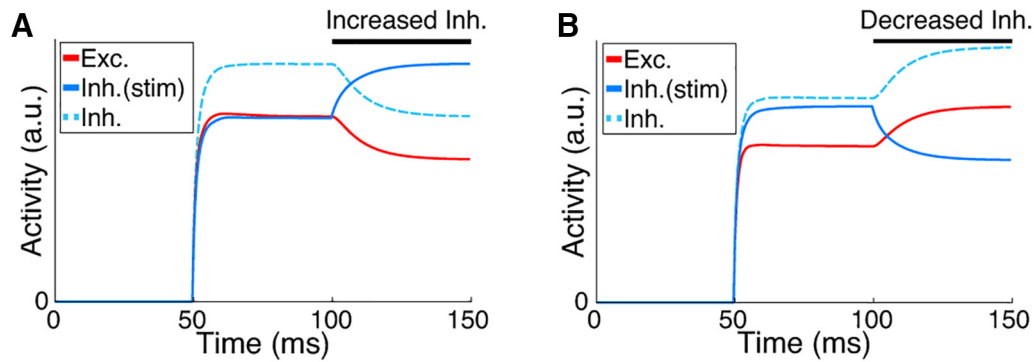 A
Increased Inh.
Exc.
Inh.(stim)
Inh.
Activity (a.u.)
0
0 50 100 150
Time (ms)
B
Decreased Inh.
Exc.
Inh.(stim)
Inh.
Activity (a.u.)
0
0 50 100 150
Time (ms)